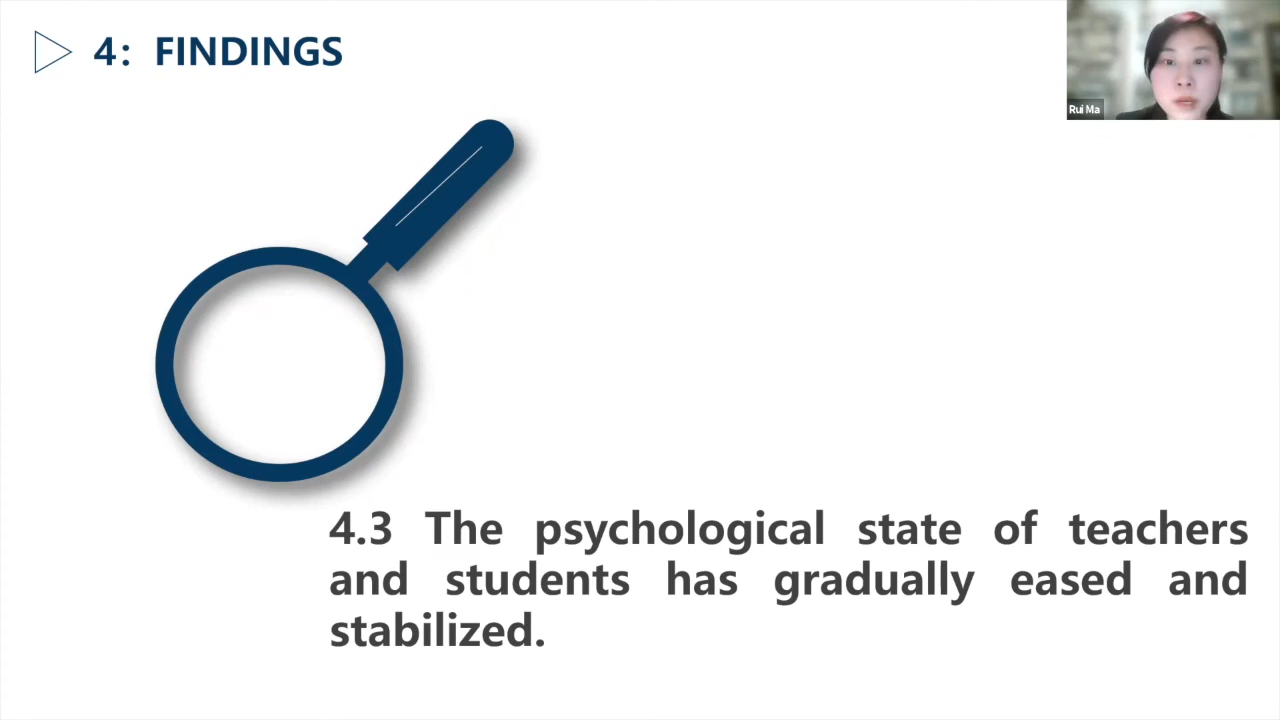 4: FINDINGS
Rui Ma
4.3 The psychological state of teachers
and students has gradually eased and
stabilized.